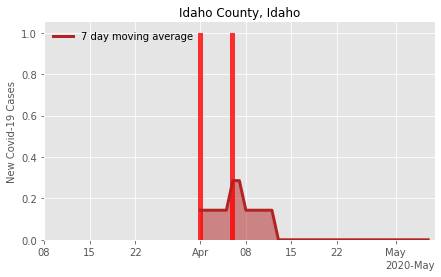 Idaho County, Idaho
7 day moving average
New Covid-19 Cases
1.0
0.8
0.6
0.4
0.2
0.0
08 15 22 Apr 08 15 22 May
2020-May